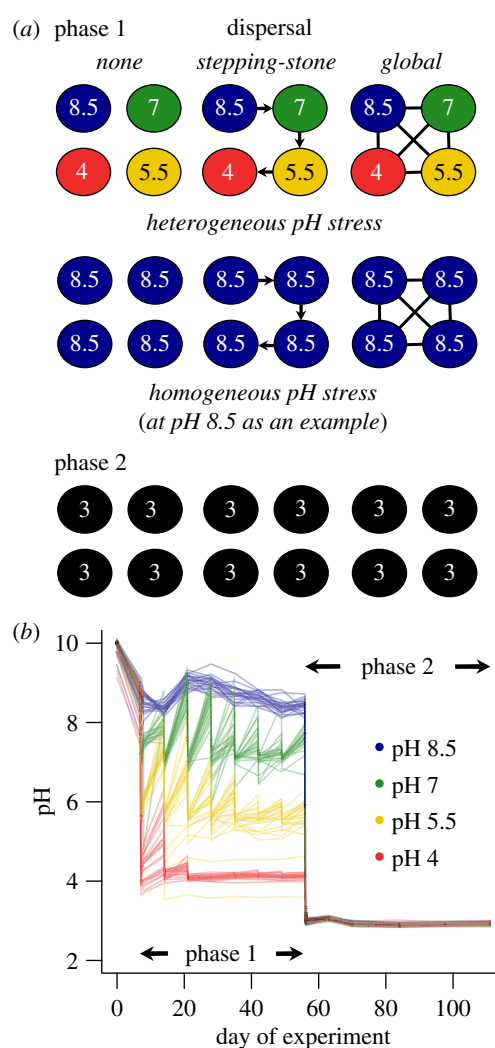 (a) phase 1 dispersal
none stepping-stone global
8.5 7 8.5 7 8.5 7
4 5.5 4 5.5 4 5.5
heterogeneous pH stress
8.5 8.5 8.5 8.5 8.5 8.5
8.5 8.5 8.5 8.5 8.5 8.5
homogeneous pH stress
(at pH 8.5 as an example)
phase 2
3 3 3 3 3 3
3 3 3 3 3 3
(b)
10
8
6
4
2
pH
phase 2
pH 8.5
pH 7
pH 5.5
pH 4
phase 1
0 20 40 60 80 100
day of experiment